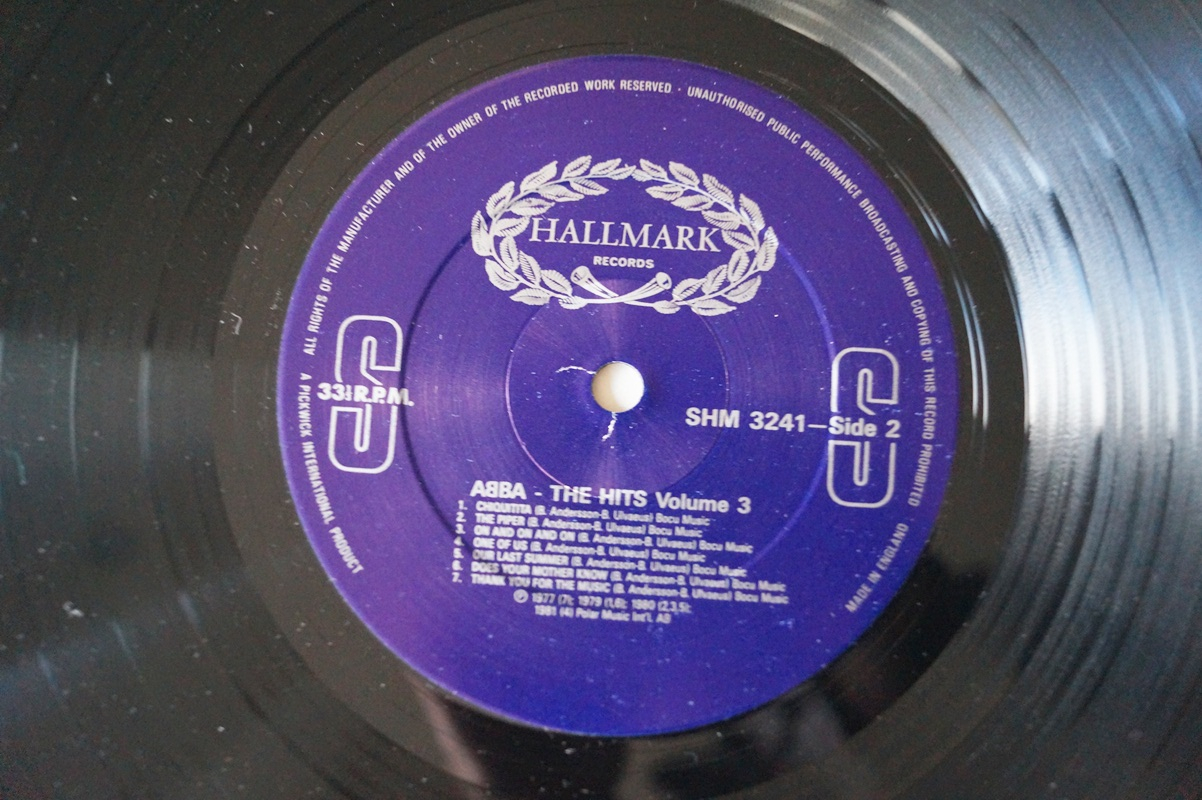 ALL RIGHTS OF THE MANUFACTURER AND OF THE OWNER OF THE RECORDED WORK RESERVED · UNAUTHORISED PUBLIC PERFORMANCE BROADCASTING AND COPYING OF THIS RECORD PROHIBITED
HALLMARK
RECORDS
33⅓ R.P.M.
SHM 3241—Side 2
ABBA - THE HITS Volume 3
1. CHIQUITITA (B. Andersson-B. Ulvaeus) Bocu Music
2. THE PIPER (B. Andersson-B. Ulvaeus) Bocu Music
3. ON AND ON AND ON (B. Andersson-B. Ulvaeus) Bocu Music
4. ONE OF US (B. Andersson-B. Ulvaeus) Bocu Music
5. OUR LAST SUMMER (B. Andersson-B. Ulvaeus) Bocu Music
6. DOES YOUR MOTHER KNOW (B. Andersson-B. Ulvaeus) Bocu Music
7. THANK YOU FOR THE MUSIC (B. Andersson-B. Ulvaeus) Bocu Music
℗ 1977 (7); 1979 (1,6); 1980 (2,3,5);
1981 (4) Polar Music Int'l. AB
A PICKWICK INTERNATIONAL PRODUCT
MADE IN ENGLAND